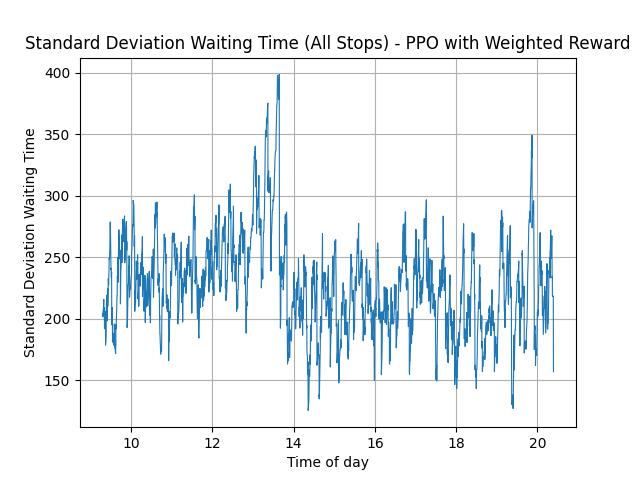 Standard Deviation Waiting Time (All Stops) - PPO with Weighted Reward
400
350
300
250
200
150
Standard Deviation Waiting Time
10 12 14 16 18 20
Time of day